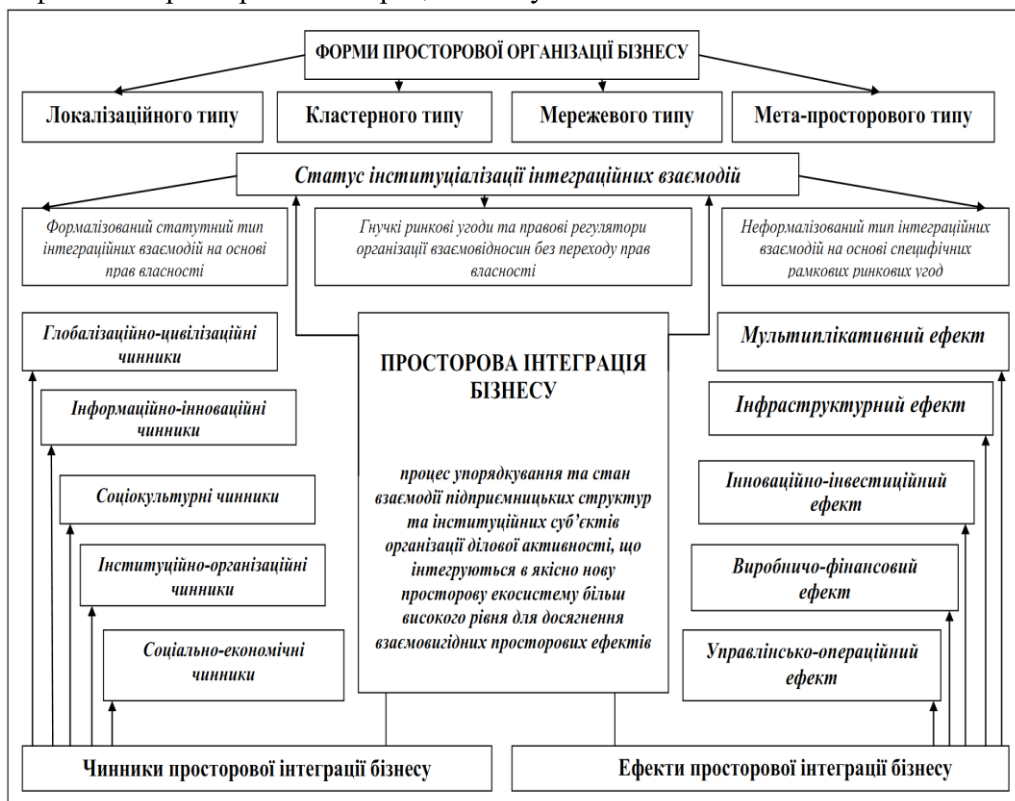 ФОРМИ ПРОСТОРОВОЇ ОРГАНІЗАЦІЇ БІЗНЕСУ
Локалізаційного типу
Кластерного типу
Мережевого типу
Мета-просторового типу
Статус інституціалізації інтеграційних взаємодій
Формалізований статутний тип
інтеграційних взаємодій на основі
прав власності
Гнучкі ринкові угоди та правові регулятори
організації взаємовідносин без переходу прав
власності
Неформалізований тип інтеграційних
взаємодій на основі специфічних
рамкових ринкових угод
Глобалізаційно-цивілізаційні
чинники
Інформаційно-інноваційні
чинники
Соціокультурні чинники
Інституційно-організаційні
чинники
Соціально-економічні
чинники
ПРОСТОРОВА ІНТЕГРАЦІЯ
БІЗНЕСУ
процес упорядкування та стан
взаємодії підприємницьких структур
та інституційних суб’єктів
організації ділової активності, що
інтегруються в якісно нову
просторову екосистему більш
високого рівня для досягнення
взаємовигідних просторових ефектів
Мультиплікативний ефект
Інфраструктурний ефект
Інноваційно-інвестиційний
ефект
Виробничо-фінансовий
ефект
Управлінсько-операційний
ефект
Чинники просторової інтеграції бізнесу
Ефекти просторової інтеграції бізнесу